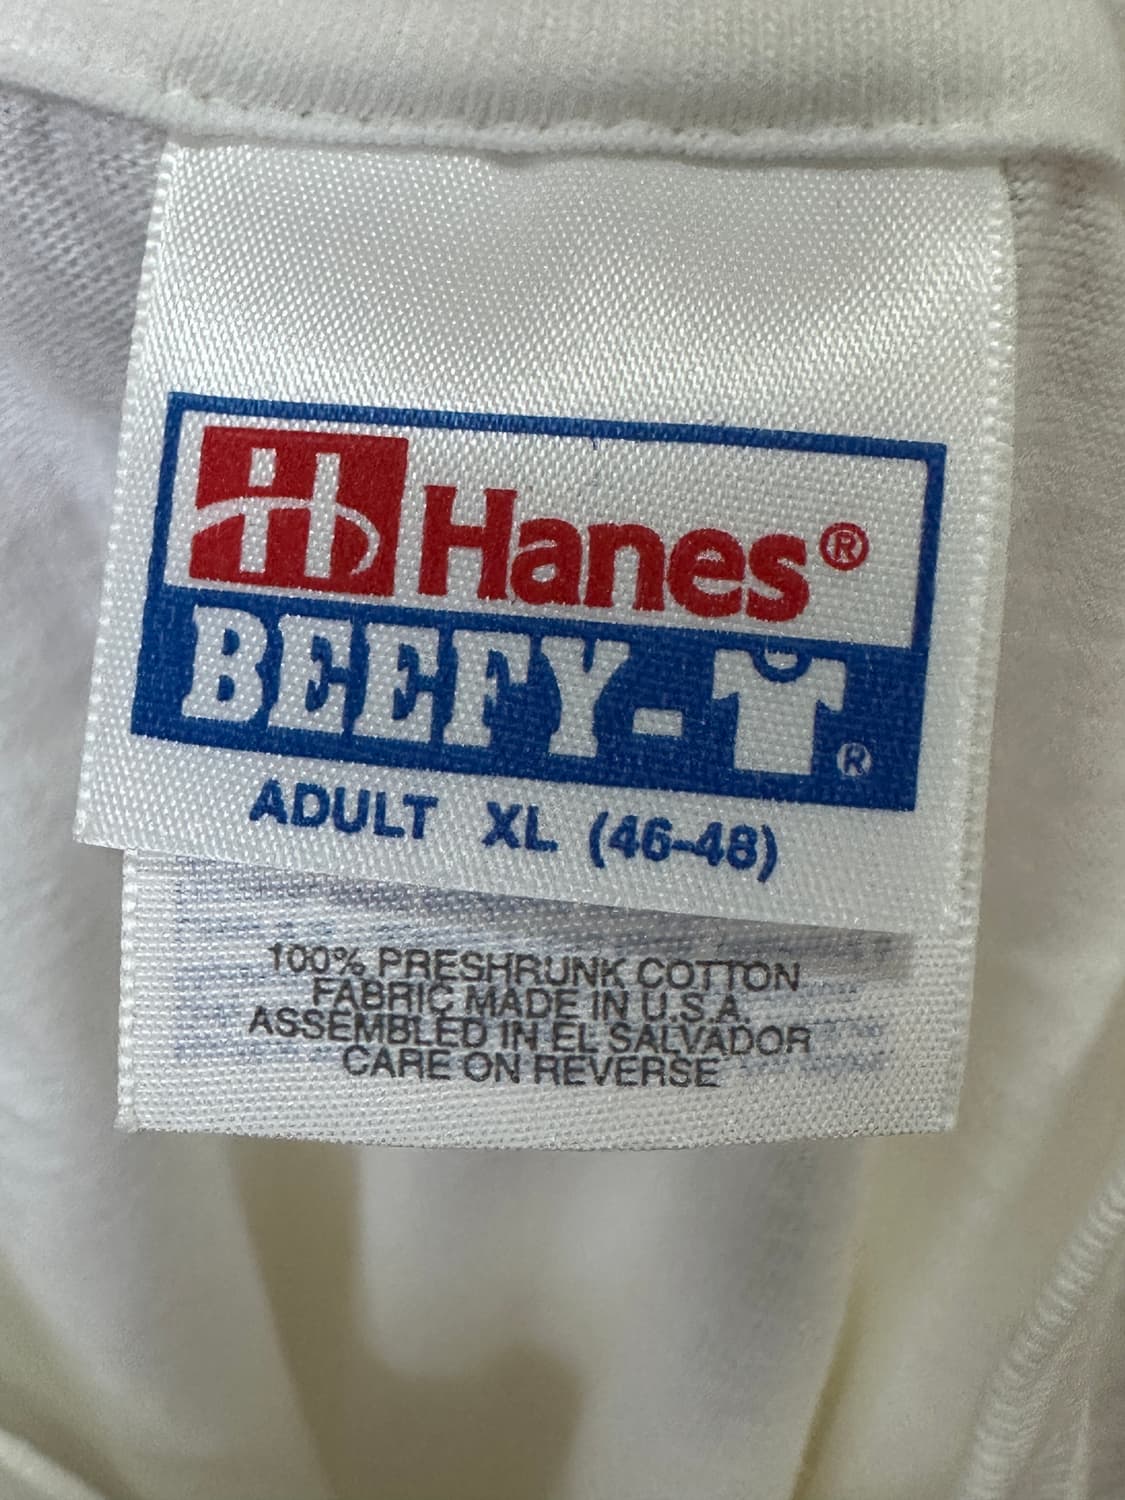 Hanes®
BEEFY-T®
ADULT XL (46-48)
100% PRESHRUNK COTTON
FABRIC MADE IN U.S.A.
ASSEMBLED IN EL SALVADOR
CARE ON REVERSE